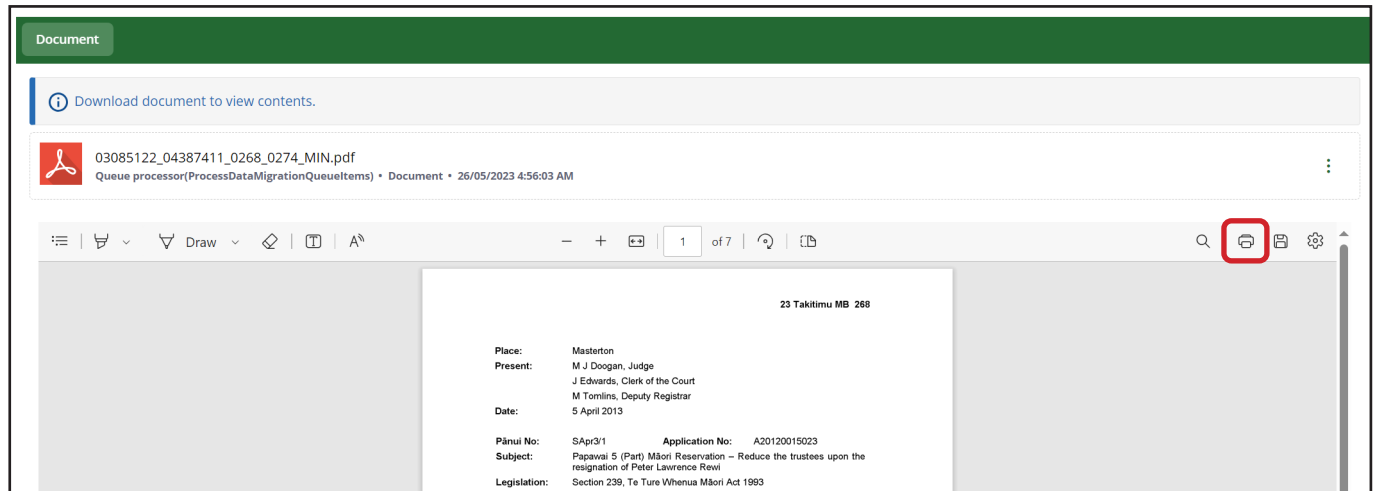 Document
Download document to view contents.
03085122_04387411_0268_0274_MIN.pdf
Queue processor(ProcessDataMigrationQueueItems) • Document • 26/05/2023 4:56:03 AM
Draw
1 of 7
23 Takitimu MB 268
Place: Masterton
Present: M J Doogan, Judge
J Edwards, Clerk of the Court
M Tomlins, Deputy Registrar
Date: 5 April 2013
Pānui No: SApr3/1 Application No: A20120015023
Subject: Papawai 5 (Part) Māori Reservation – Reduce the trustees upon the
resignation of Peter Lawrence Rewi
Legislation: Section 239, Te Ture Whenua Māori Act 1993